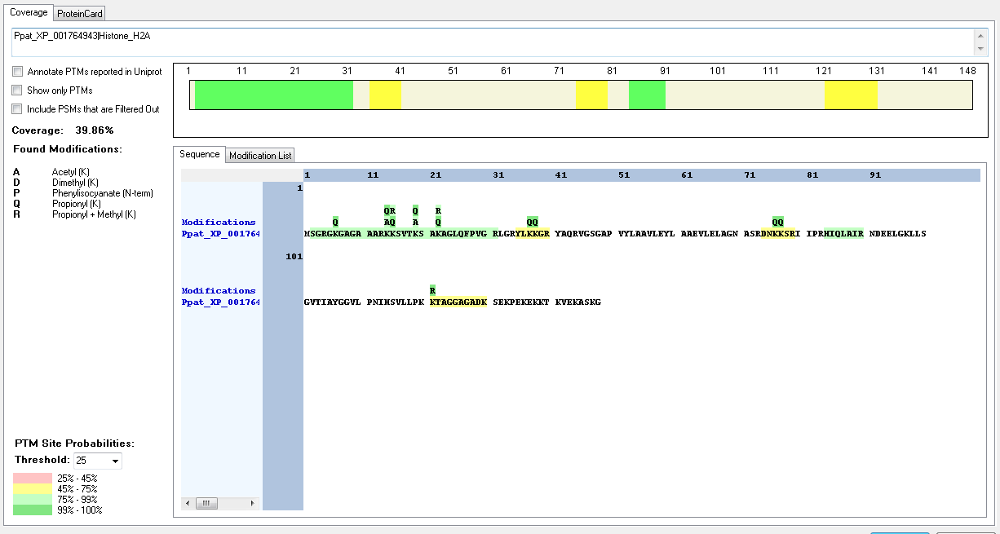 Coverage ProteinCard
Ppat_XP_001764943|Histone_H2A
Annotate PTMs reported in Uniprot
Show only PTMs
Include PSMs that are Filtered Out
Coverage: 39.86%
Found Modifications:
A Acetyl (K)
D Dimethyl (K)
P Phenylisocyanate (N-term)
Q Propionyl (K)
R Propionyl + Methyl (K)
1 11 21 31 41 51 61 71 81 91 101 111 121 131 141 148
Sequence Modification List
1 11 21 31 41 51 61 71 81 91
1
QR Q R
Modifications Q AQ A Q QQ QQ
Ppat_XP_001764 MSGRGKGAGA AARKKSVTKS AKAGLQFPVG RLGRYLKKGR YAQRVGSGAP VYLAAVLEYL AAEVLELAGN ASRDNKKSRI IPRHIQLAIR NDEELGKLLS
101
Modifications R
Ppat_XP_001764 GVTIAYGGVL PNIHSVLLPK KTAGGAGADK SEKPEKEKKT KVEKASKG
PTM Site Probabilities:
Threshold: 25
25% - 45%
45% - 75%
75% - 99%
99% - 100%